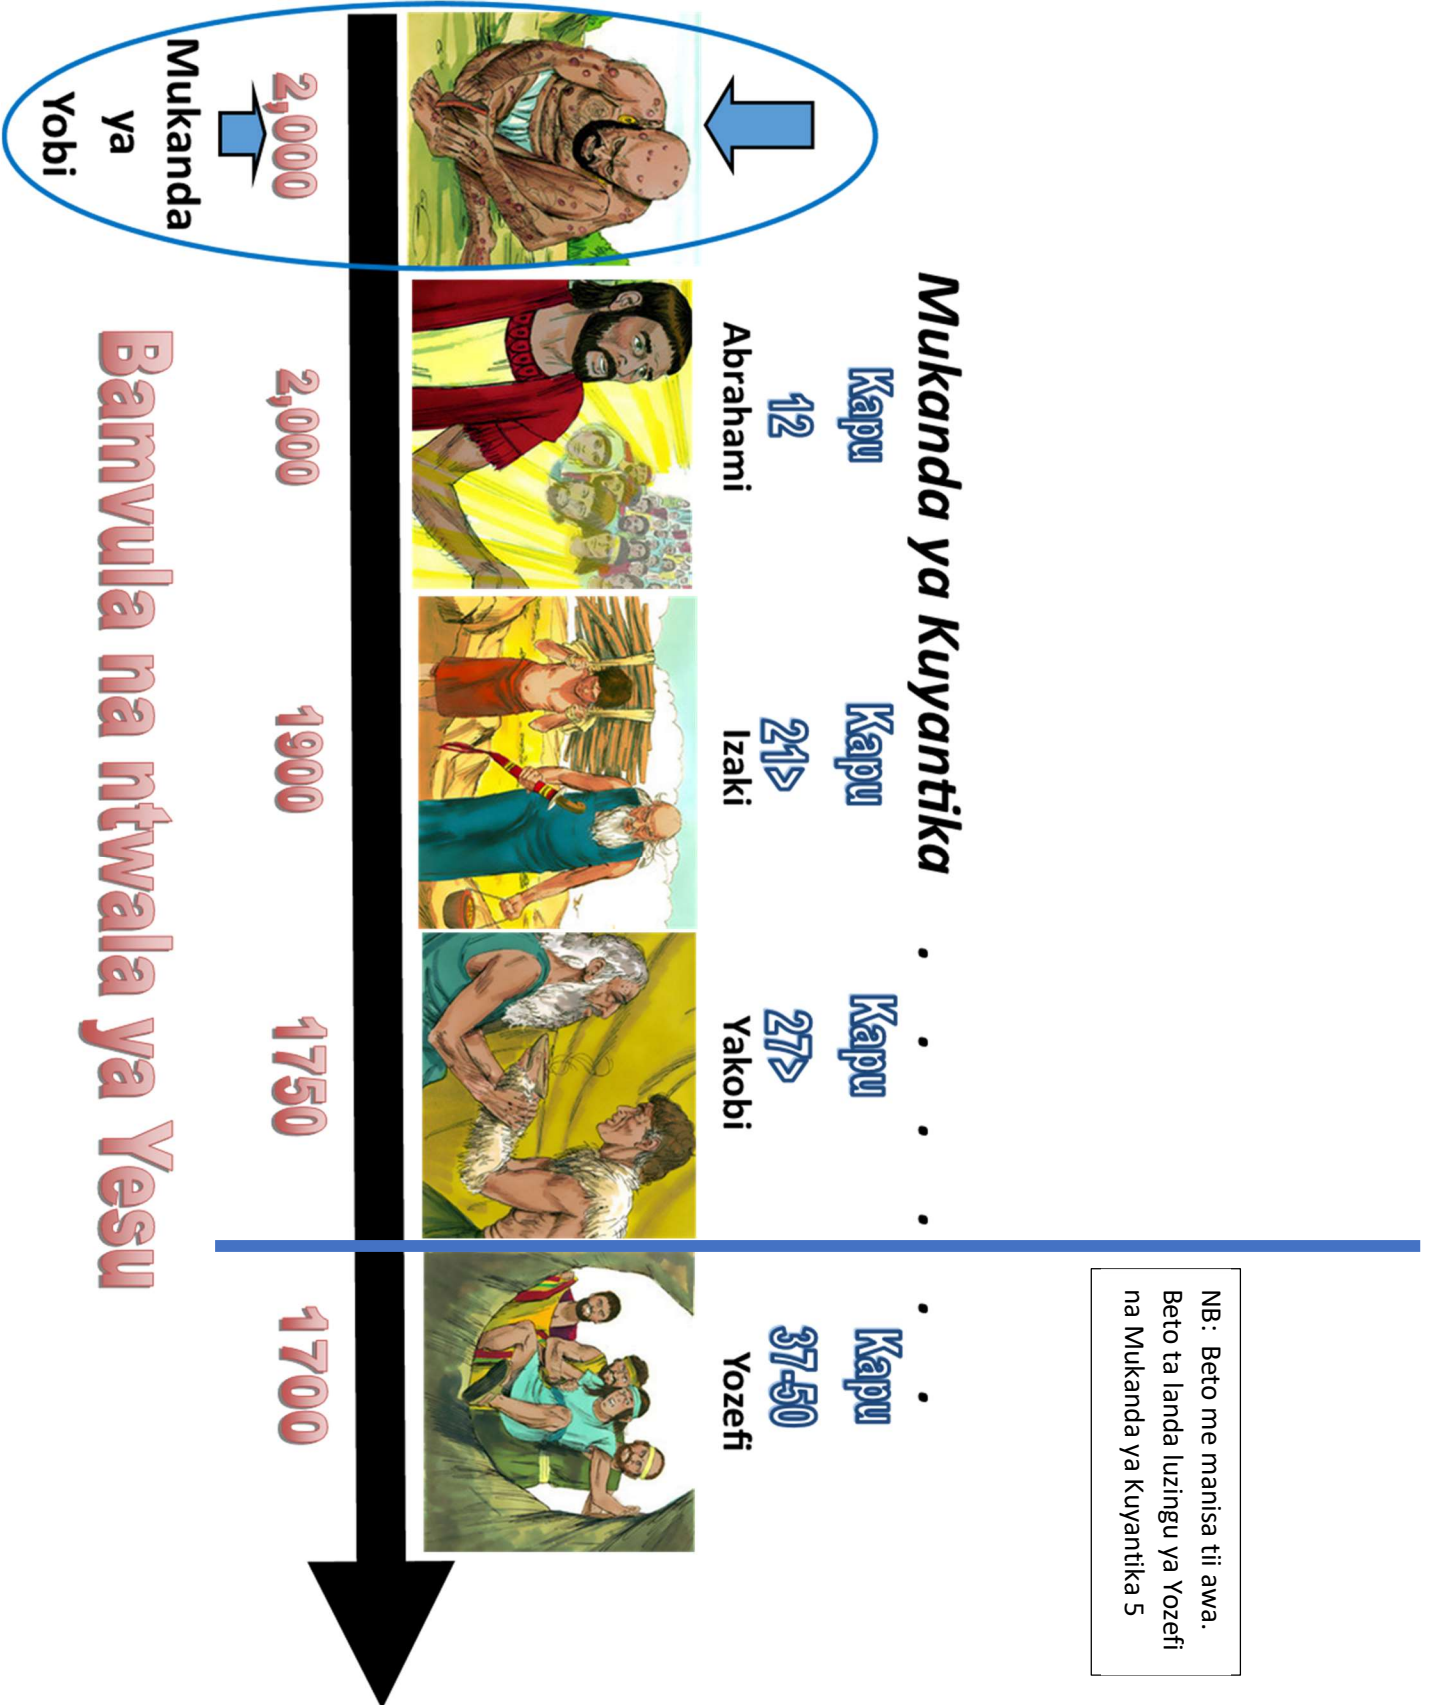 NB: Beto me manisa tii awa.
Beto ta landa luzingu ya Yozefi
na Mukanda ya Kuyantika 5
Mukanda ya Kuyantika . . . . . .
Kapu
12
Abrahami
Kapu
21>
Izaki
Kapu
27>
Yakobi
Kapu
37-50
Yozefi
2,000
2,000
1900
1750
1700
Mukanda
ya
Yobi
Bamvula na ntwala ya Yesu